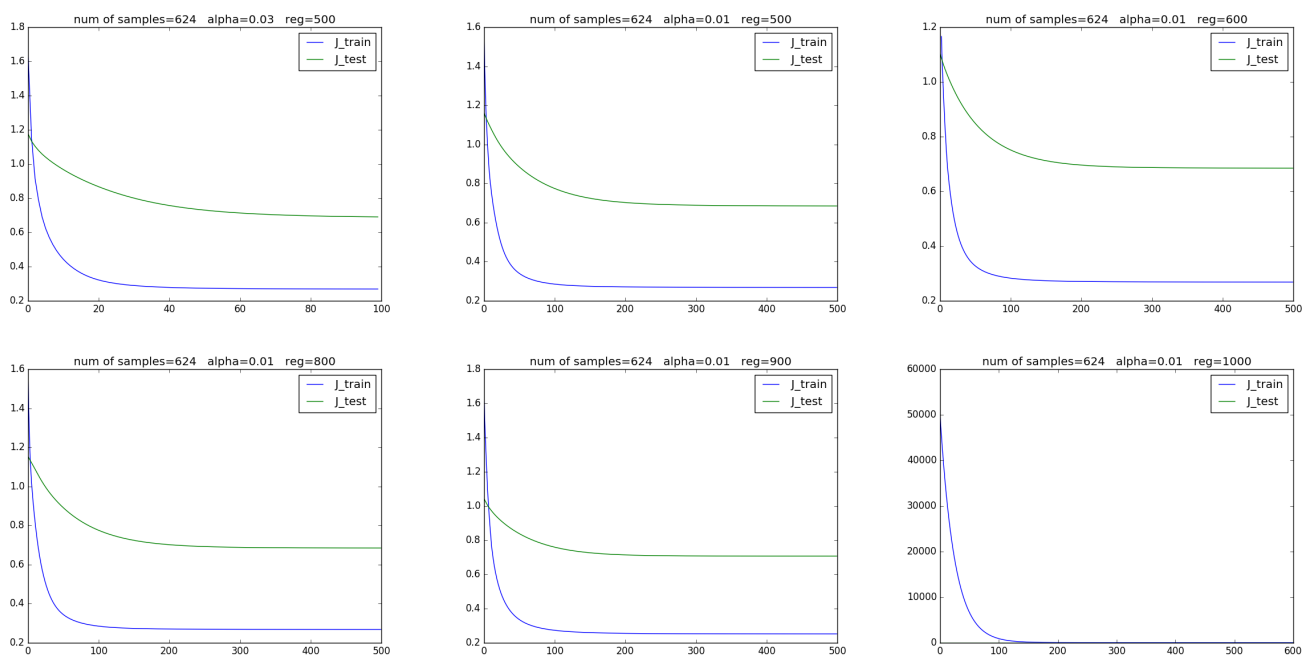 num of samples=624 alpha=0.03 reg=500
1.8
1.6
1.4
1.2
1.0
0.8
0.6
0.4
0.2
0 20 40 60 80 100
J_train
J_test
num of samples=624 alpha=0.01 reg=500
1.6
1.4
1.2
1.0
0.8
0.6
0.4
0.2
0 100 200 300 400 500
J_train
J_test
num of samples=624 alpha=0.01 reg=600
1.2
1.0
0.8
0.6
0.4
0.2
0 100 200 300 400 500
J_train
J_test
num of samples=624 alpha=0.01 reg=800
1.6
1.4
1.2
1.0
0.8
0.6
0.4
0.2
0 100 200 300 400 500
J_train
J_test
num of samples=624 alpha=0.01 reg=900
1.8
1.6
1.4
1.2
1.0
0.8
0.6
0.4
0.2
0 100 200 300 400 500
J_train
J_test
num of samples=624 alpha=0.01 reg=1000
60000
50000
40000
30000
20000
10000
0
0 100 200 300 400 500 600
J_train
J_test